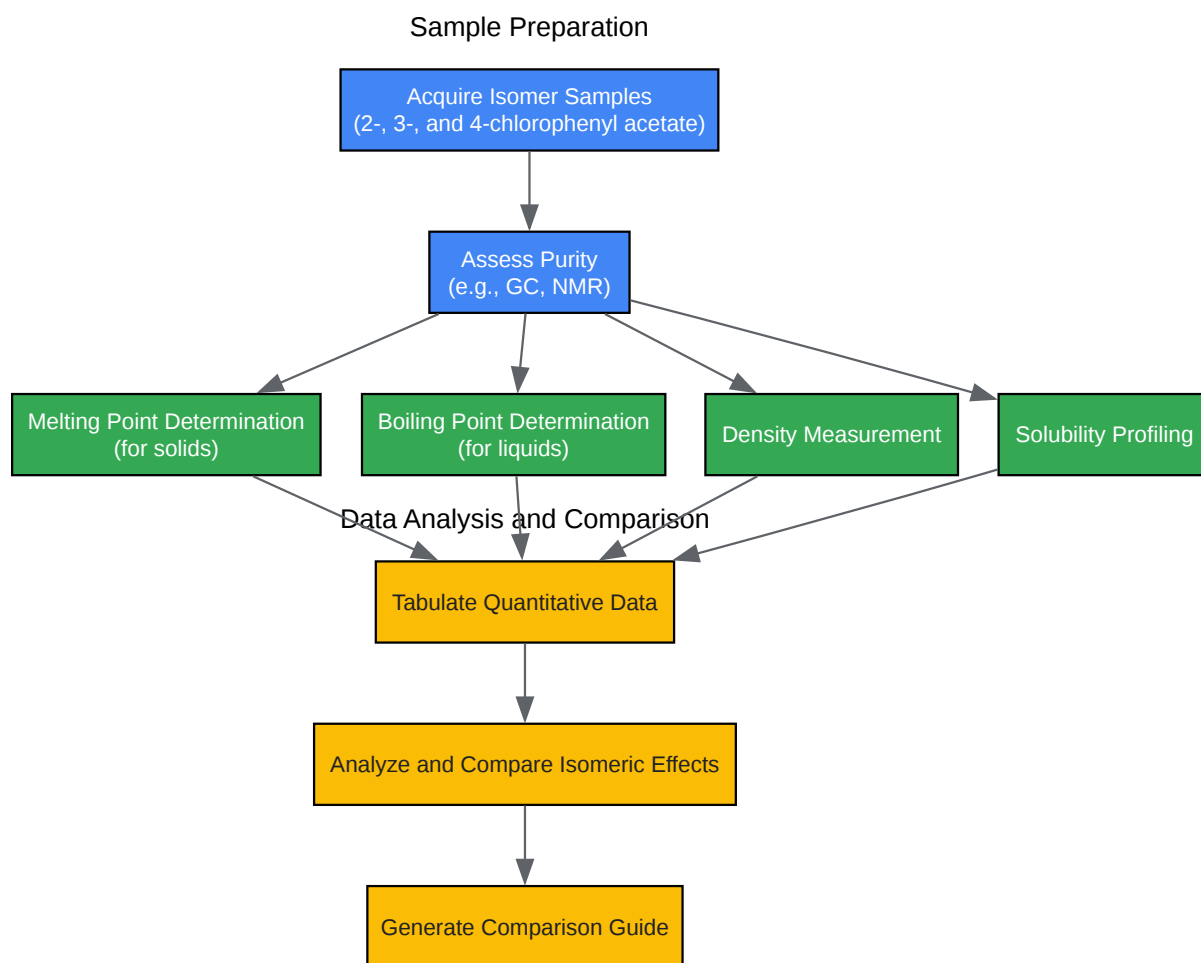 Sample Preparation
Acquire Isomer Samples
(2-, 3-, and 4-chlorophenyl acetate)
Assess Purity
(e.g., GC, NMR)
Melting Point Determination
(for solids)
Boiling Point Determination
(for liquids)
Density Measurement
Solubility Profiling
Data Analysis and Comparison
Tabulate Quantitative Data
Analyze and Compare Isomeric Effects
Generate Comparison Guide